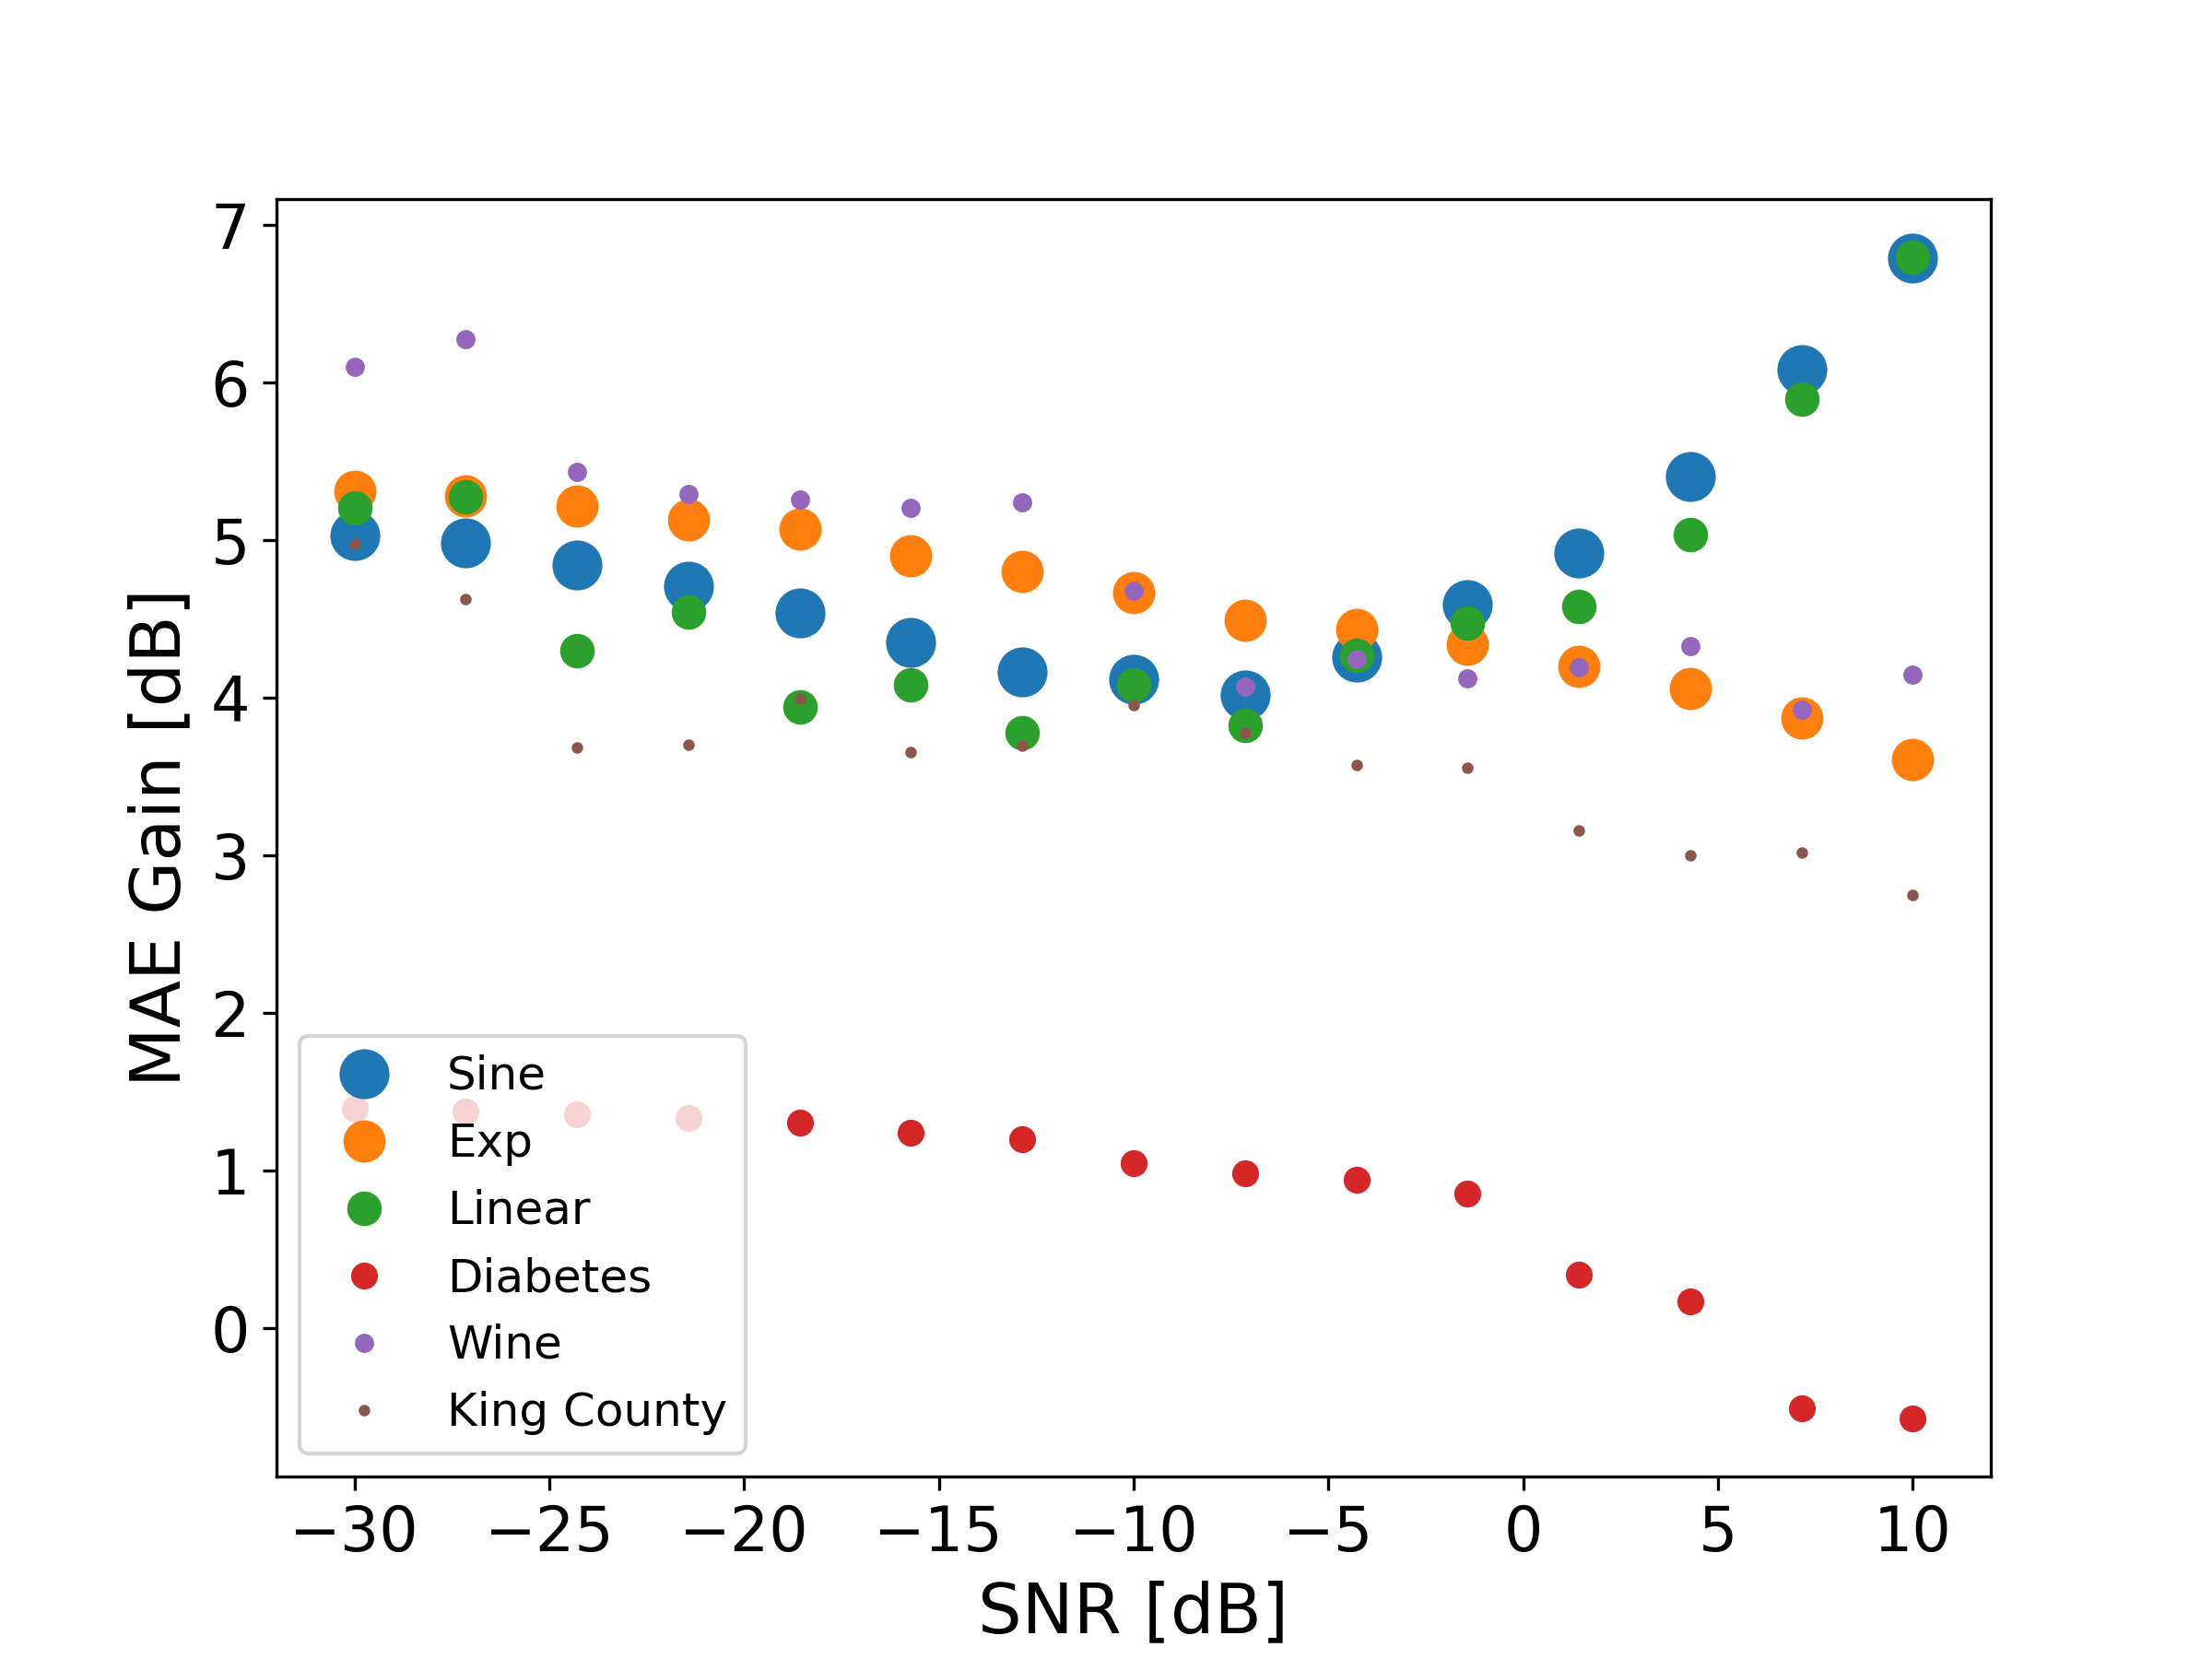 7
6
5
4
3
2
1
0
MAE Gain [dB]
Sine
Exp
Linear
Diabetes
Wine
King County
−30 −25 −20 −15 −10 −5 0 5 10
SNR [dB]